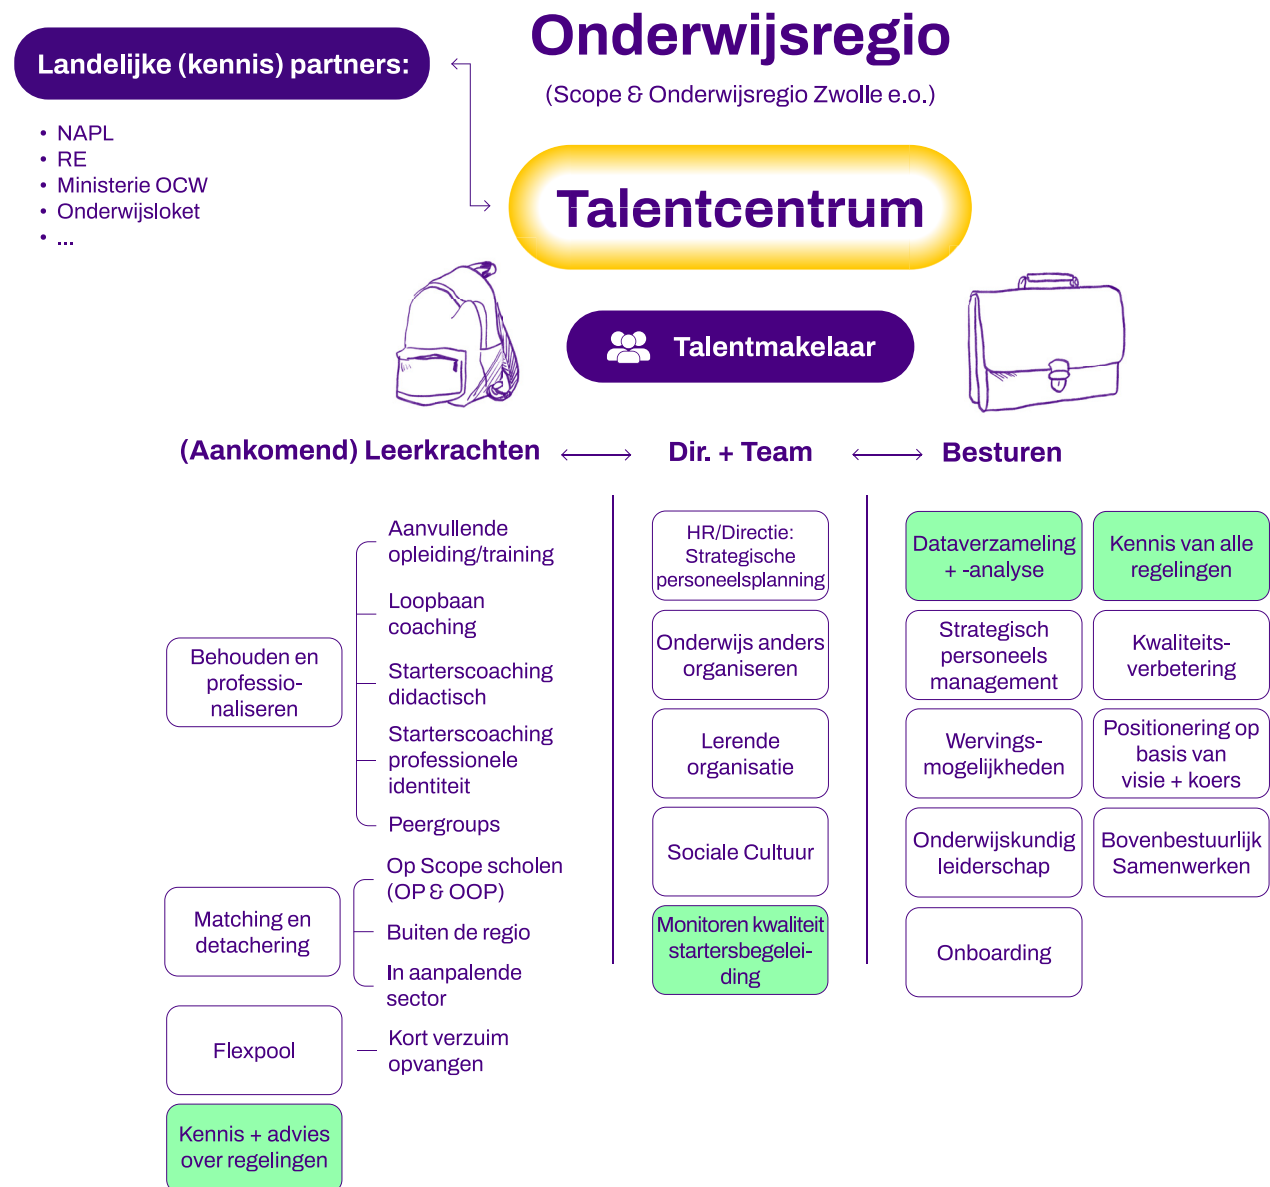 Onderwijsregio
(Scope & Onderwijsregio Zwolle e.o.)
Landelijke (kennis) partners:
• NAPL
• RE
• Ministerie OCW
• Onderwijsloket
• ...
Talentcentrum
Talentmakelaar
(Aankomend) Leerkrachten
Dir. + Team
Besturen
Behouden en
professio-
naliseren
Aanvullende
opleiding/training
Loopbaan
coaching
Starterscoaching
didactisch
Starterscoaching
professionele
identiteit
Peergroups
Matching en
detachering
Op Scope scholen
(OP & OOP)
Buiten de regio
In aanpalende
sector
Flexpool
Kort verzuim
opvangen
Kennis + advies
over regelingen
HR/Directie:
Strategische
personeelsplanning
Onderwijs anders
organiseren
Lerende
organisatie
Sociale Cultuur
Monitoren kwaliteit
startersbegelei-
ding
Dataverzameling
+ -analyse
Strategisch
personeels
management
Wervings-
mogelijkheden
Onderwijskundig
leiderschap
Onboarding
Kennis van alle
regelingen
Kwaliteits-
verbetering
Positionering op
basis van
visie + koers
Bovenbestuurlijk
Samenwerken